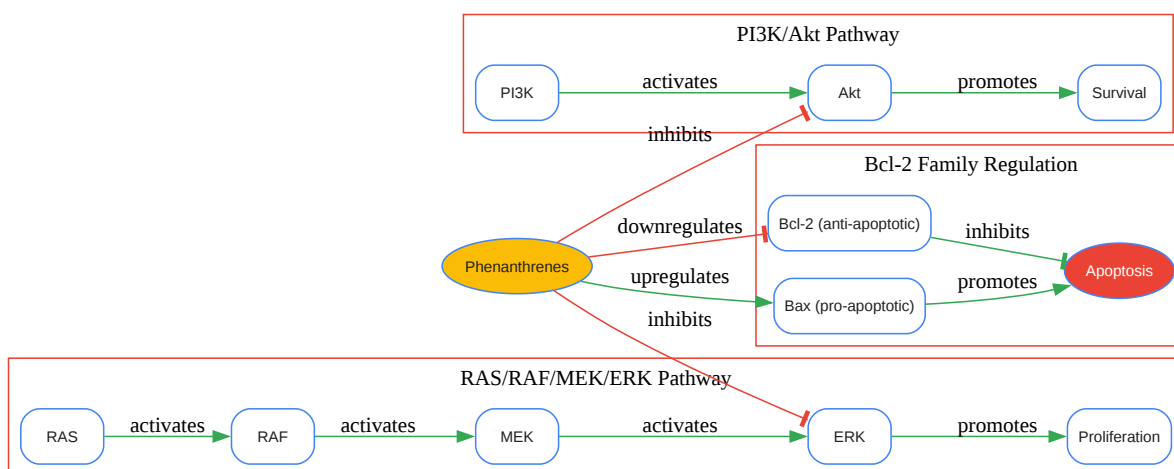 PI3K/Akt Pathway
PI3K
activates
Akt
promotes
Survival
inhibits
Bcl-2 Family Regulation
downregulates
Bcl-2 (anti-apoptotic)
inhibits
Phenanthrenes
Apoptosis
upregulates
Bax (pro-apoptotic)
promotes
inhibits
RAS/RAF/MEK/ERK Pathway
RAS
activates
RAF
activates
MEK
activates
ERK
promotes
Proliferation